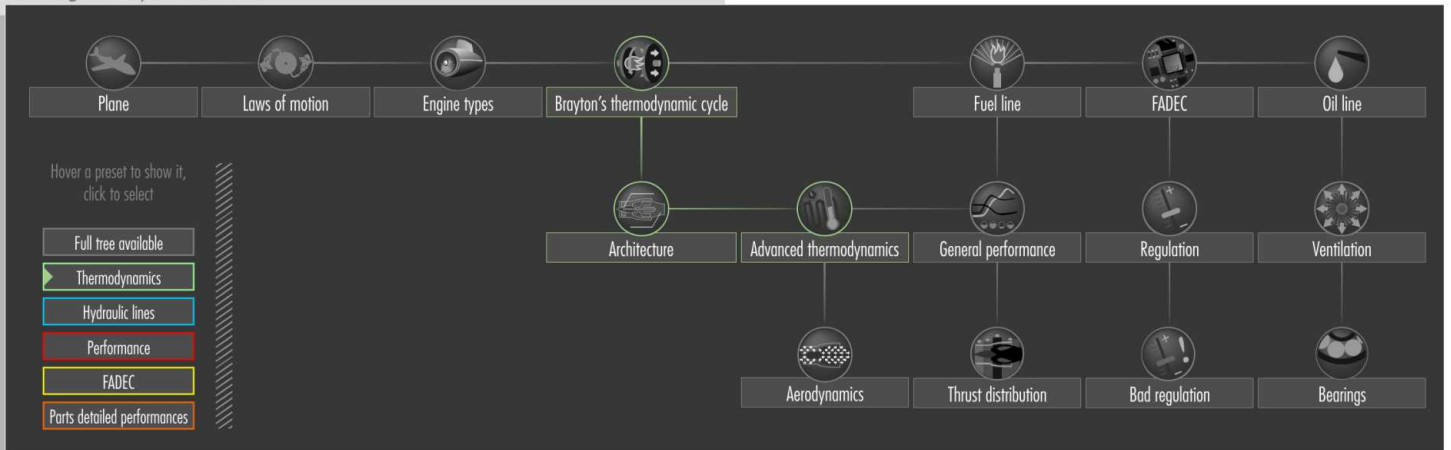 Plane
Laws of motion
Engine types
Brayton's thermodynamic cycle
Fuel line
FADEC
Oil line
Hover a preset to show it,
click to select
Full tree available
Thermodynamics
Hydraulic lines
Performance
FADEC
Parts detailed performances
Architecture
Advanced thermodynamics
General performance
Regulation
Ventilation
Aerodynamics
Thrust distribution
Bad regulation
Bearings